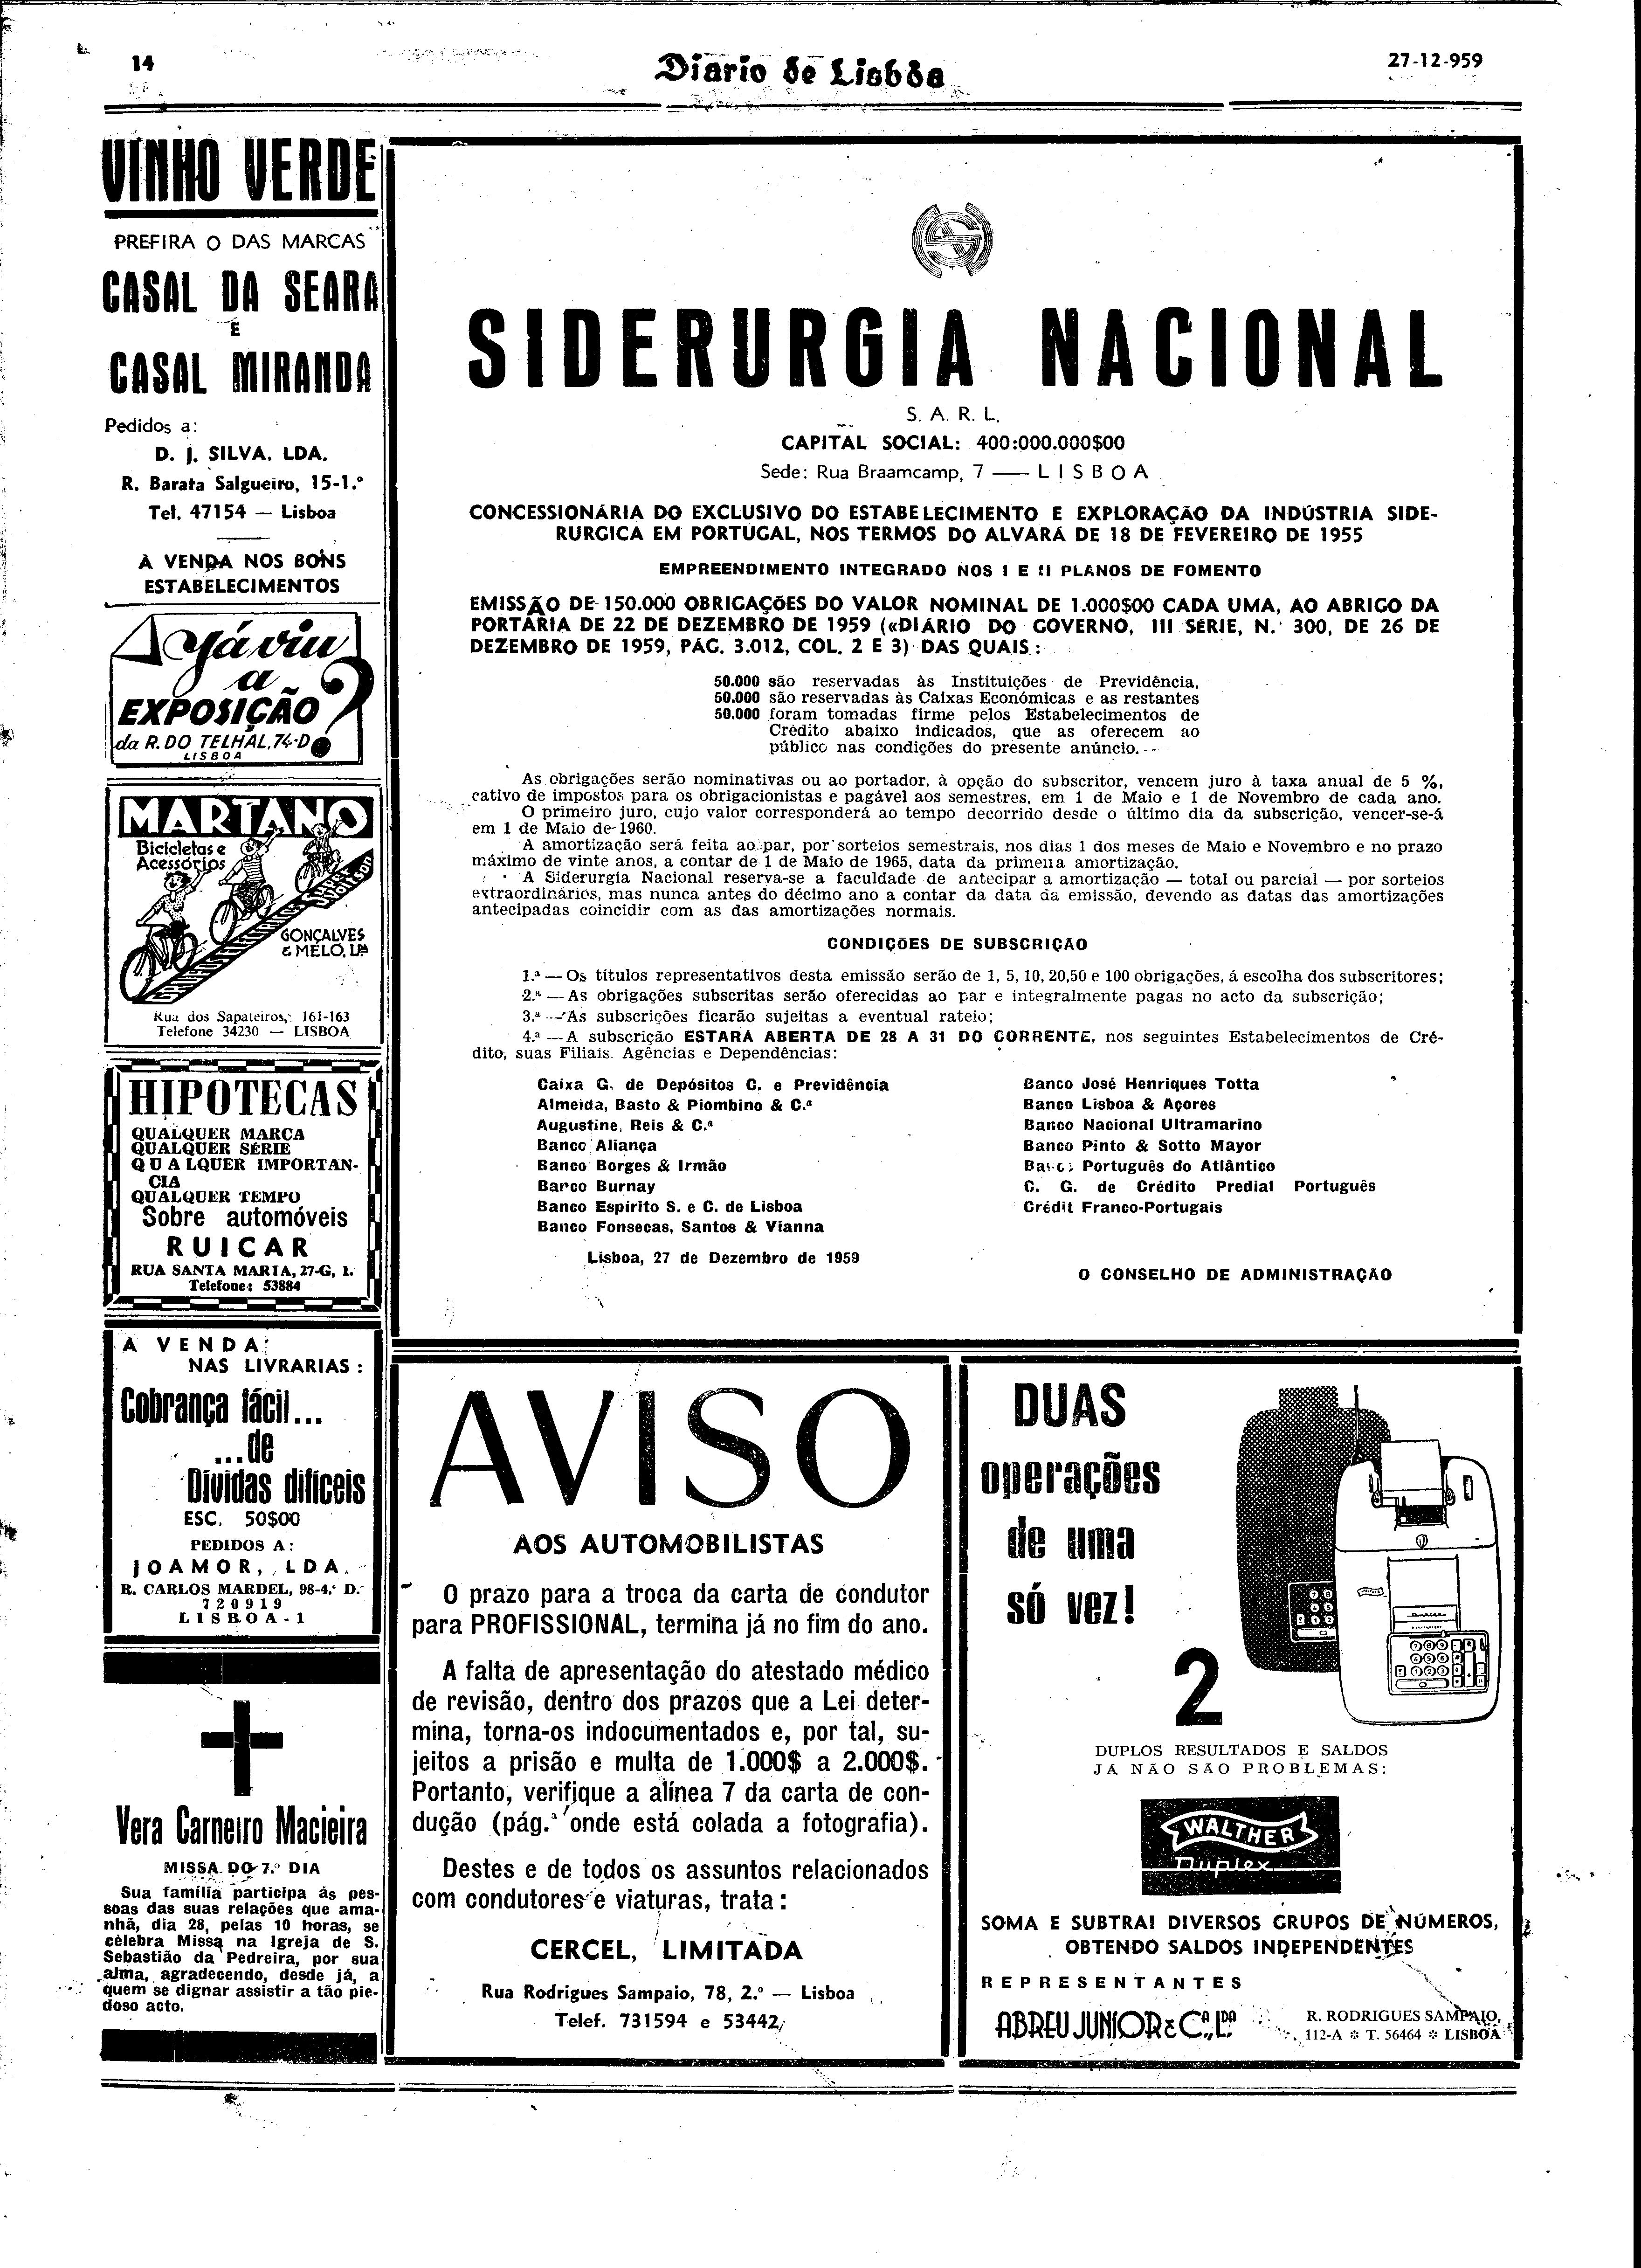 14
Diário de Lisbôa
27-12-959
VINHO VERDE
PREFIRA O DAS MARCAS
CASAL DA SEARA
E
CASAL MIRANDA
Pedidos a:
D. J. SILVA, LDA.
R. Barata Salgueiro, 15-1.º
Tel. 47154 — Lisboa
À VENDA NOS BONS
ESTABELECIMENTOS
Já viu
a
EXPOSIÇÃO?
da R. DO TELHAL, 74-D
LISBOA
MARTANO
Bicicletas e
Acessórios
GONÇALVES
& MELO, L.DA
Rua dos Sapateiros, 161-163
Telefone 34230 — LISBOA
HIPOTECAS
QUALQUER MARCA
QUALQUER SÉRIE
QUALQUER IMPORTAN-
CIA
QUALQUER TEMPO
Sobre automóveis
RUICAR
RUA SANTA MARIA, 27-G, 1.
Telefone: 53884
A VENDA
NAS LIVRARIAS:
Cobrança fácil...
...de
Dívidas difíceis
ESC. 50$00
PEDIDOS A:
JOAMOR, LDA.
R. CARLOS MARDEL, 98-4.º D.
720919
LISBOA-1
Vera Carneiro Macieira
MISSA DO 7.º DIA
Sua família participa às pes-
soas das suas relações que ama-
nhã, dia 28, pelas 10 horas, se
célebra Missa na Igreja de S.
Sebastião da Pedreira, por sua
alma, agradecendo, desde já, a
quem se dignar assistir a tão pie-
doso acto.
SIDERURGIA NACIONAL
S. A. R. L.
CAPITAL SOCIAL: 400:000.000$00
Sede: Rua Braamcamp, 7 — LISBOA
CONCESSIONÁRIA DO EXCLUSIVO DO ESTABELECIMENTO E EXPLORAÇÃO DA INDÚSTRIA SIDE-
RURGICA EM PORTUGAL, NOS TERMOS DO ALVARÁ DE 18 DE FEVEREIRO DE 1955
EMPREENDIMENTO INTEGRADO NOS I E II PLANOS DE FOMENTO
EMISSÃO DE 150.000 OBRIGAÇÕES DO VALOR NOMINAL DE 1.000$00 CADA UMA, AO ABRIGO DA
PORTARIA DE 22 DE DEZEMBRO DE 1959 («DIÁRIO DO GOVERNO, III SÉRIE, N.º 300, DE 26 DE
DEZEMBRO DE 1959, PÁG. 3.012, COL. 2 E 3) DAS QUAIS:
50.000 são reservadas às Instituições de Previdência,
50.000 são reservadas às Caixas Económicas e as restantes
50.000 foram tomadas firme pelos Estabelecimentos de
Crédito abaixo indicados, que as oferecem ao
público nas condições do presente anúncio.
As obrigações serão nominativas ou ao portador, à opção do subscritor, vencem juro à taxa anual de 5 %,
cativo de impostos para os obrigacionistas e pagável aos semestres, em 1 de Maio e 1 de Novembro de cada ano.
O primeiro juro, cujo valor corresponderá ao tempo decorrido desde o último dia da subscrição, vencer-se-á
em 1 de Maio de 1960.
A amortização será feita ao par, por sorteios semestrais, nos dias 1 dos meses de Maio e Novembro e no prazo
máximo de vinte anos, a contar de 1 de Maio de 1965, data da primeira amortização.
A Siderurgia Nacional reserva-se a faculdade de antecipar a amortização — total ou parcial — por sorteios
extraordinários, mas nunca antes do décimo ano a contar da data da emissão, devendo as datas das amortizações
antecipadas coincidir com as das amortizações normais.
CONDIÇÕES DE SUBSCRIÇÃO
1.ª — Os títulos representativos desta emissão serão de 1, 5, 10, 20, 50 e 100 obrigações, á escolha dos subscritores;
2.ª — As obrigações subscritas serão oferecidas ao par e integralmente pagas no acto da subscrição;
3.ª — As subscrições ficarão sujeitas a eventual rateio;
4.ª — A subscrição ESTARÁ ABERTA DE 28 A 31 DO CORRENTE, nos seguintes Estabelecimentos de Cré-
dito, suas Filiais. Agências e Dependências:
Caixa G. de Depósitos C. e Previdência
Almeida, Basto & Piombino & C.ª
Augustine, Reis & C.ª
Banco Aliança
Banco Borges & Irmão
Banco Burnay
Banco Espírito S. e C. de Lisboa
Banco Fonsecas, Santos & Vianna
Banco José Henriques Totta
Banco Lisboa & Açores
Banco Nacional Ultramarino
Banco Pinto & Sotto Mayor
Banco Português do Atlântico
C. G. de Crédito Predial Português
Crédit Franco-Portugais
Lisboa, 27 de Dezembro de 1959
O CONSELHO DE ADMINISTRAÇÃO
AVISO
AOS AUTOMOBILISTAS
O prazo para a troca da carta de condutor
para PROFISSIONAL, termina já no fim do ano.
A falta de apresentação do atestado médico
de revisão, dentro dos prazos que a Lei deter-
mina, torna-os indocumentados e, por tal, su-
jeitos a prisão e multa de 1.000$ a 2.000$.
Portanto, verifique a alínea 7 da carta de con-
dução (pág.ª onde está colada a fotografia).
Destes e de todos os assuntos relacionados
com condutores e viaturas, trata:
CERCEL, LIMITADA
Rua Rodrigues Sampaio, 78, 2.º — Lisboa
Telef. 731594 e 53442
DUAS
operações
de uma
só vez!
2
DUPLOS RESULTADOS E SALDOS
JÁ NÃO SÃO PROBLEMAS:
WALTHER
Duplex
SOMA E SUBTRAI DIVERSOS GRUPOS DE NÚMEROS,
OBTENDO SALDOS INDEPENDENTES
REPRESENTANTES
ABREU JUNIOR & C.A, L.DA
R. RODRIGUES SAMPAIO,
112-A * T. 56464 * LISBOA